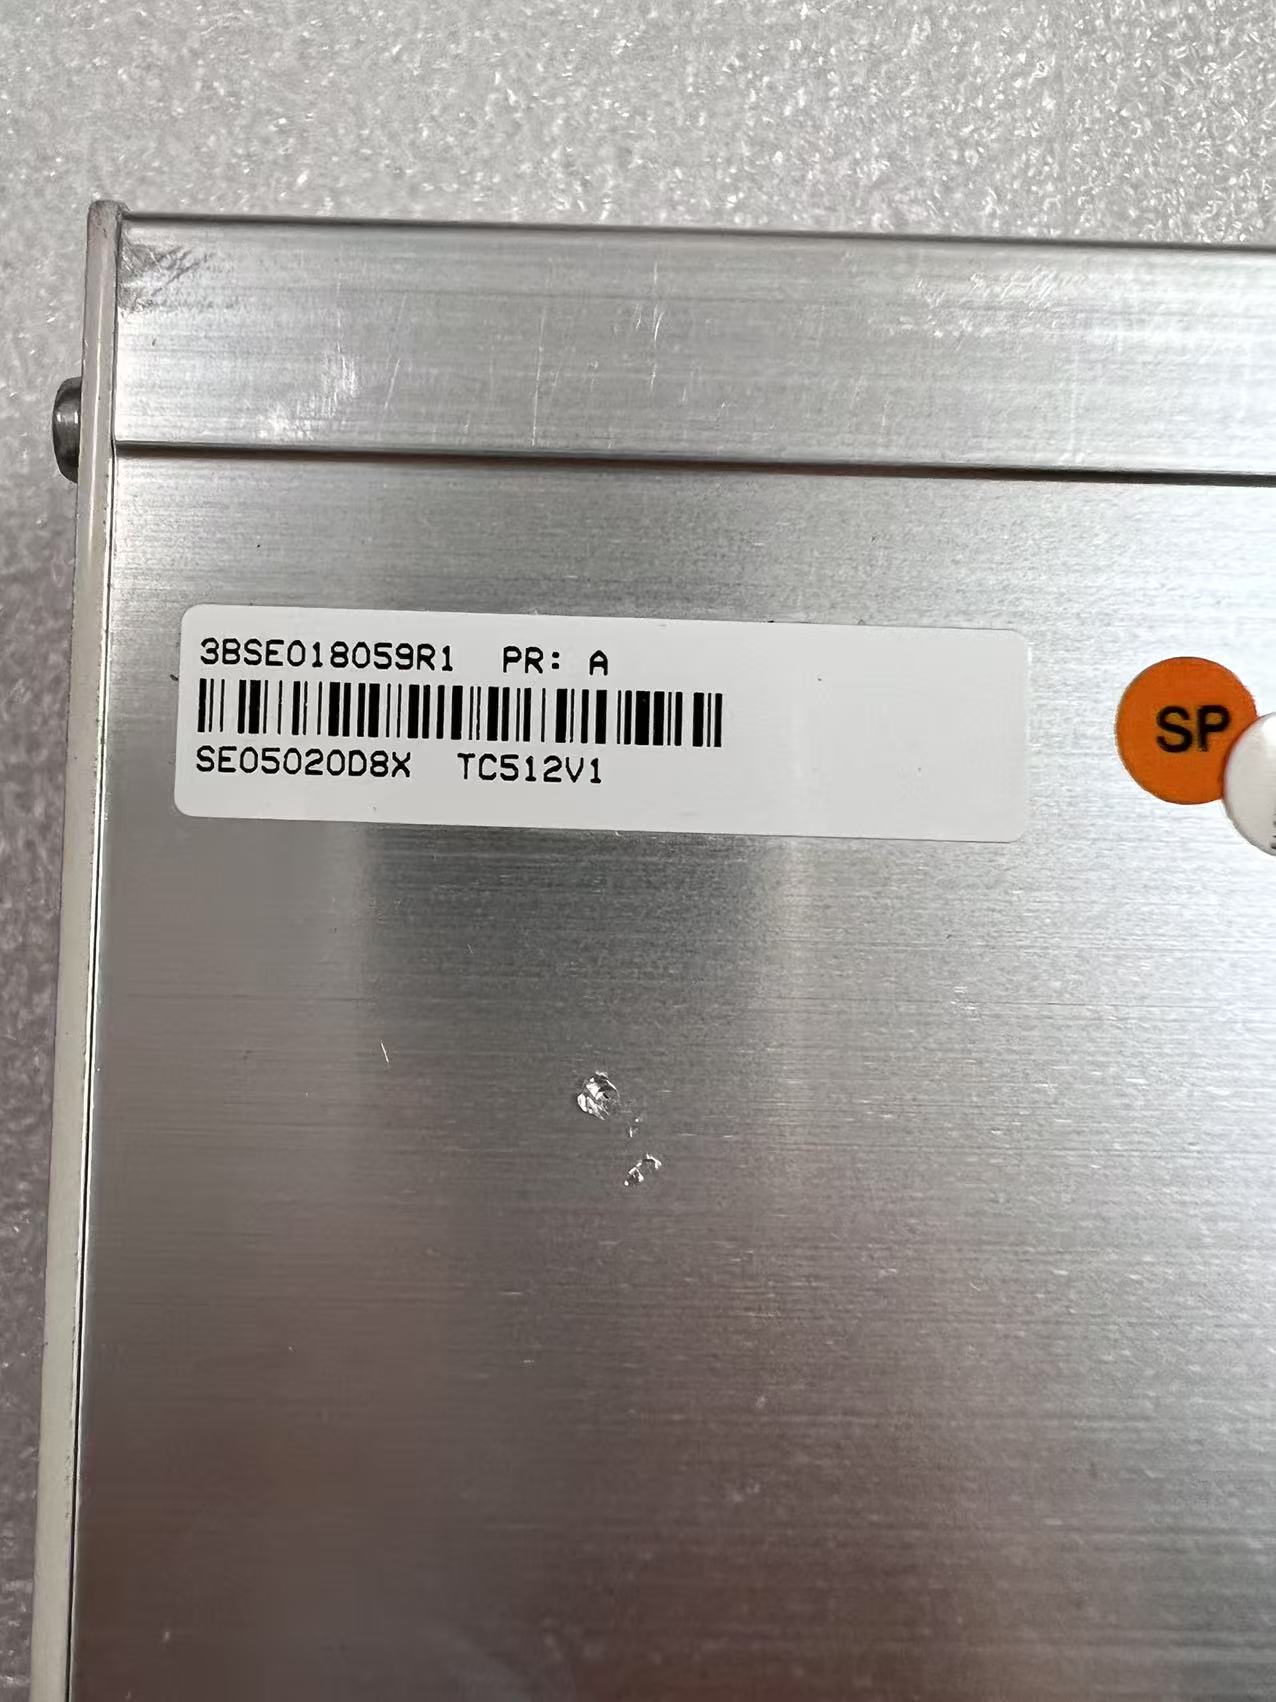 3BSE018059R1 PR: A
SE05020D8X TC512V1
SP